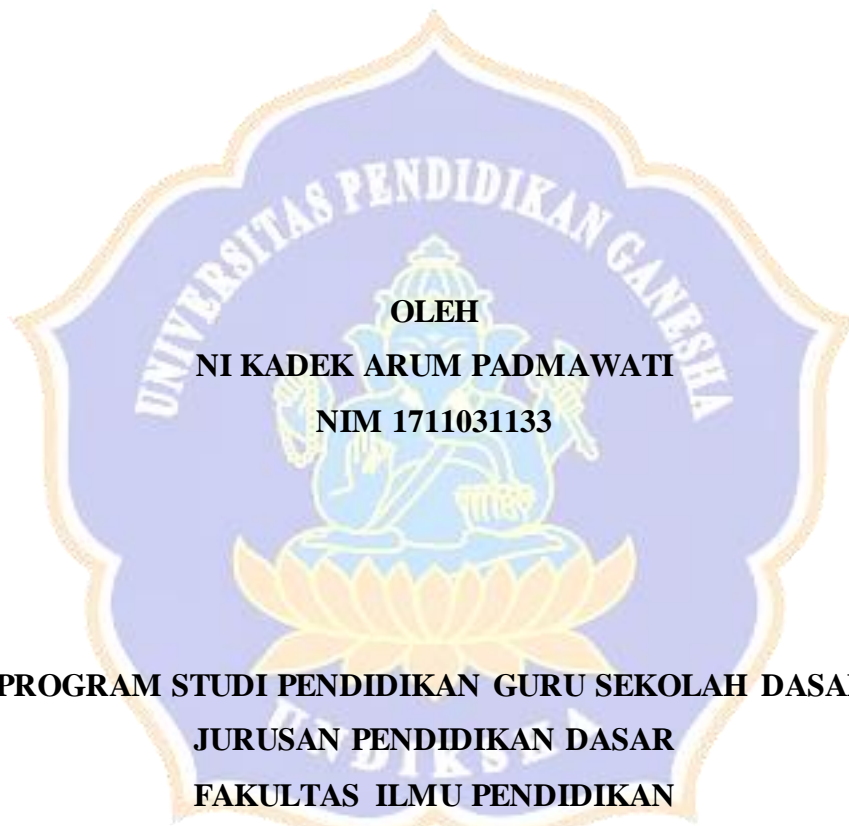 UNIVERSITAS PENDIDIKAN GANESHA
OLEH
NI KADEK ARUM PADMAWATI
NIM 1711031133
PROGRAM STUDI PENDIDIKAN GURU SEKOLAH DASAR
JURUSAN PENDIDIKAN DASAR
UNDIKSHA
FAKULTAS ILMU PENDIDIKAN